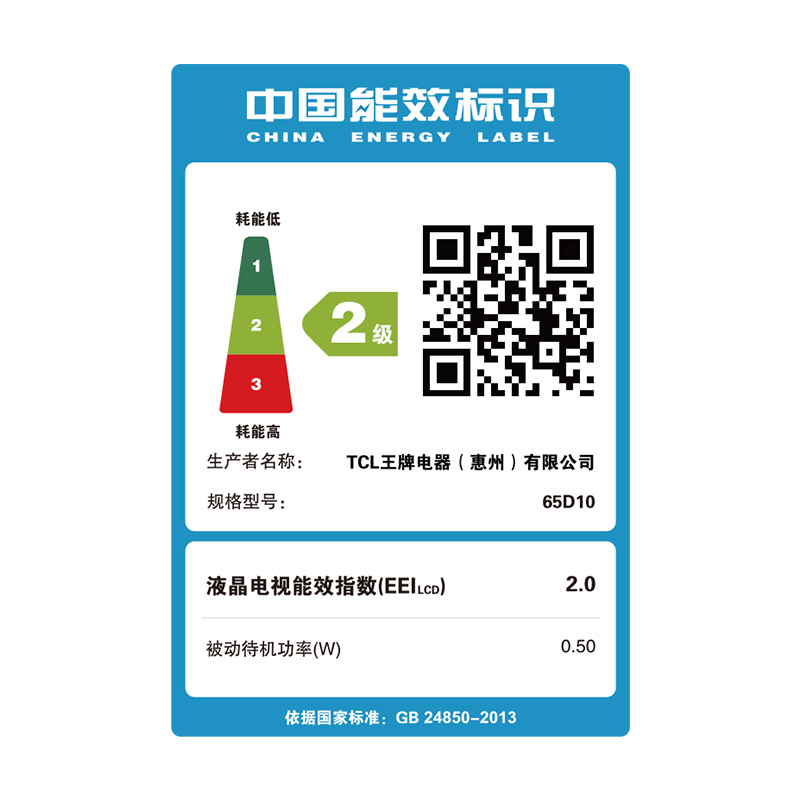 中国能效标识
CHINA ENERGY LABEL
耗能低
1
2
3
2级
耗能高
生产者名称： TCL王牌电器（惠州）有限公司
规格型号： 65D10
液晶电视能效指数(EEILCD) 2.0
被动待机功率(W) 0.50
依据国家标准：GB 24850-2013